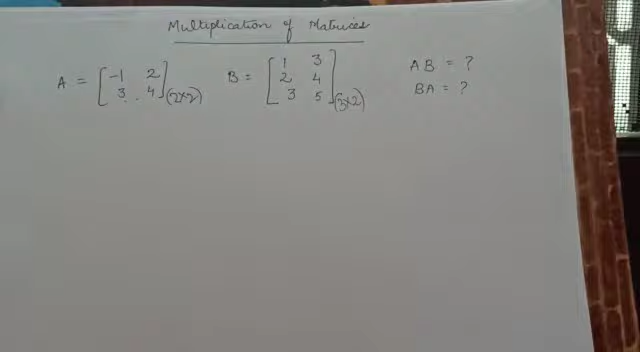 Multiplication of Matrices
A = [-1 2
3 4](2×2)
B = [1 3
2 4
3 5](3×2)
AB = ?
BA = ?